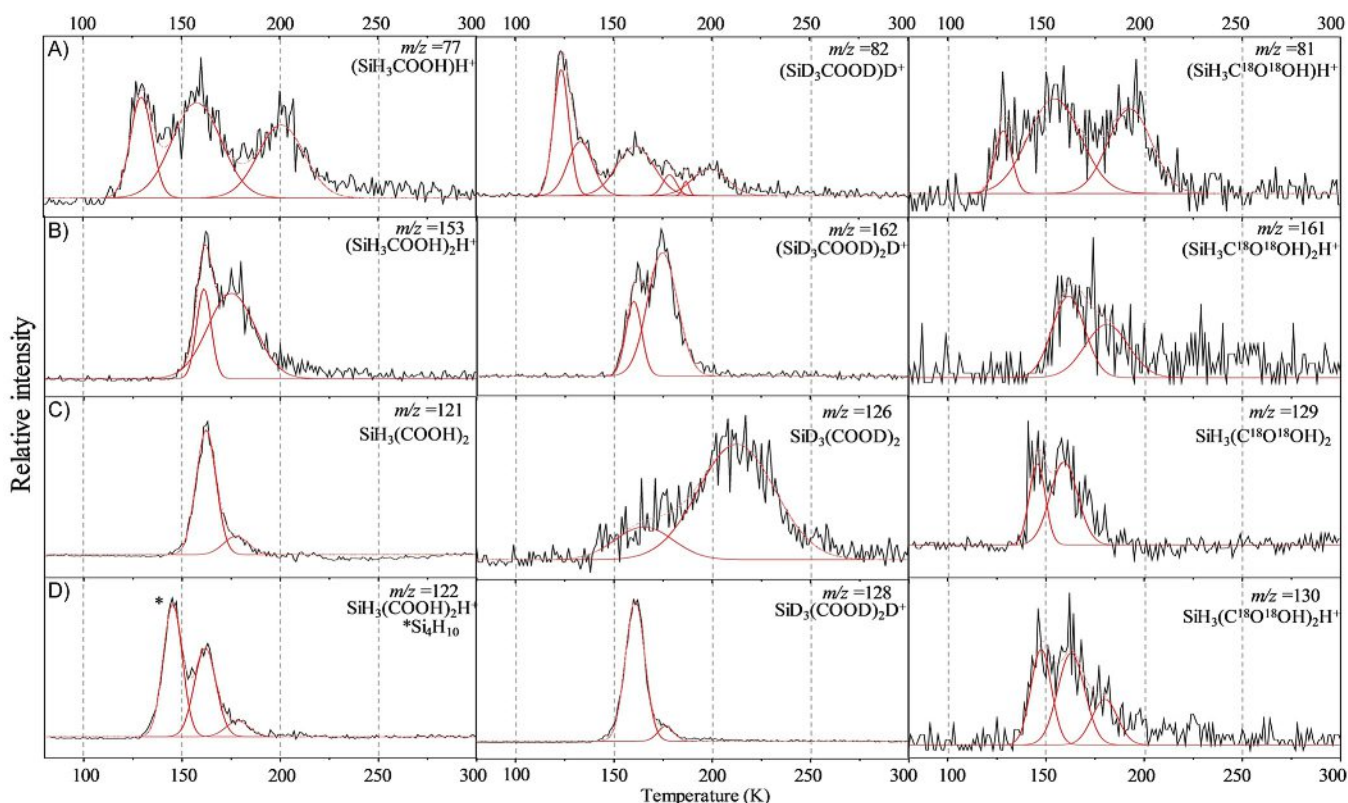 100 150 200 250 300
100 150 200 250 300
100 150 200 250 300
A)
m/z =77
(SiH₃COOH)H⁺
m/z = 82
(SiD₃COOD)D⁺
m/z = 81
(SiH₃C¹⁸O¹⁸OH)H⁺
B)
m/z =153
(SiH₃COOH)₂H⁺
m/z =162
(SiD₃COOD)₂D⁺
m/z =161
(SiH₃C¹⁸O¹⁸OH)₂H⁺
C)
m/z =121
SiH₃(COOH)₂
m/z =126
SiD₃(COOD)₂
m/z =129
SiH₃(C¹⁸O¹⁸OH)₂
D)
*
m/z =122
SiH₃(COOH)₂H⁺
*Si₄H₁₀
m/z =128
SiD₃(COOD)₂D⁺
m/z =130
SiH₃(C¹⁸O¹⁸OH)₂H⁺
Relative intensity
100 150 200 250 300
100 150 200 250 300
100 150 200 250 300
Temperature (K)